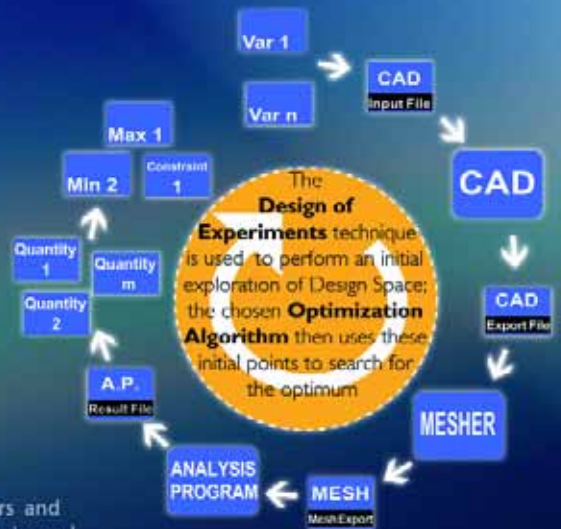 Var 1
Var n
CAD
Input File
CAD
CAD
Export File
MESHER
MESH
Mesh Export
ANALYSIS
PROGRAM
A.P.
Result File
Quantity
1
Quantity
m
Quantity
2
Max 1
Min 2
Constraint
1
The
Design of
Experiments technique
is used to perform an initial
exploration of Design Space;
the chosen Optimization
Algorithm then uses these
initial points to search for
the optimum
rs and